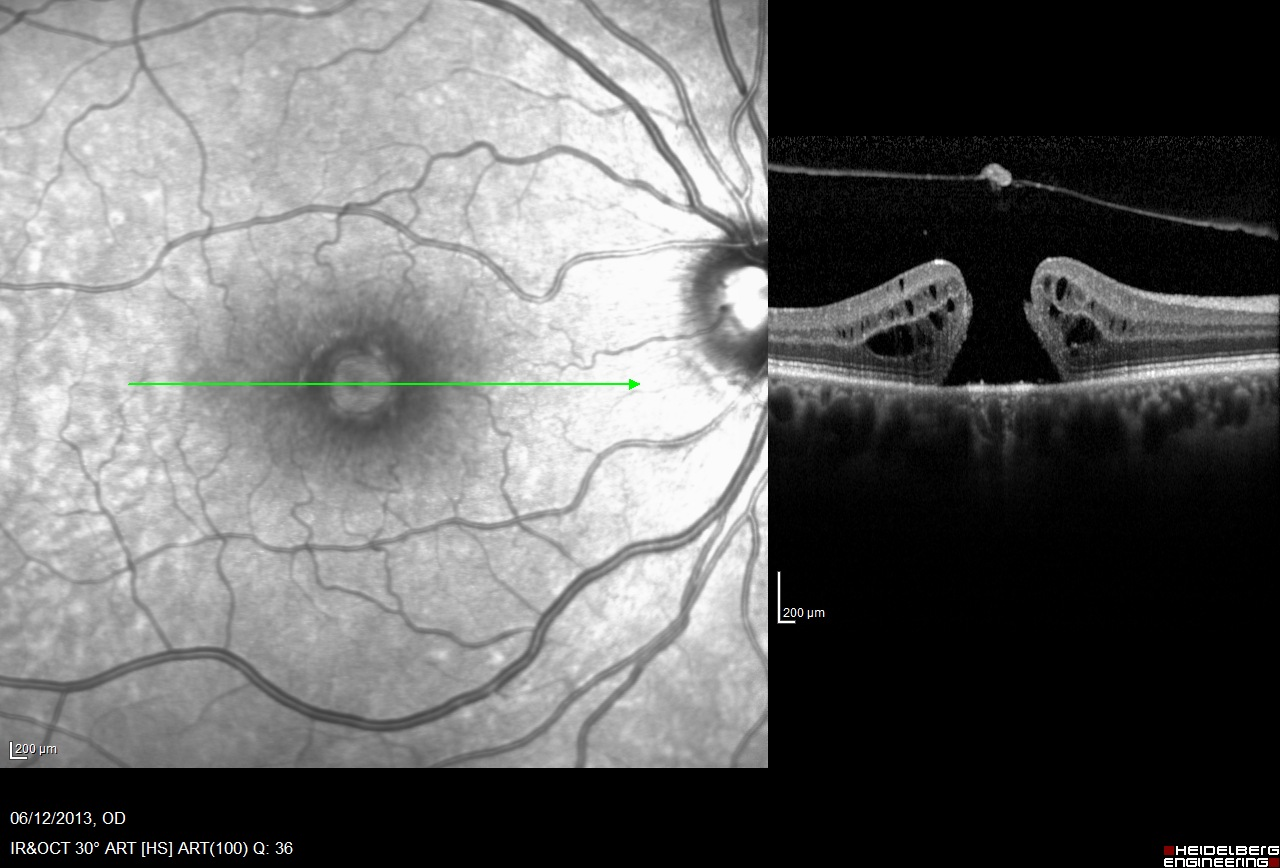 200 µm
200 µm
06/12/2013, OD
IR&OCT 30° ART [HS] ART(100) Q: 36
HEIDELBERG
ENGINEERING